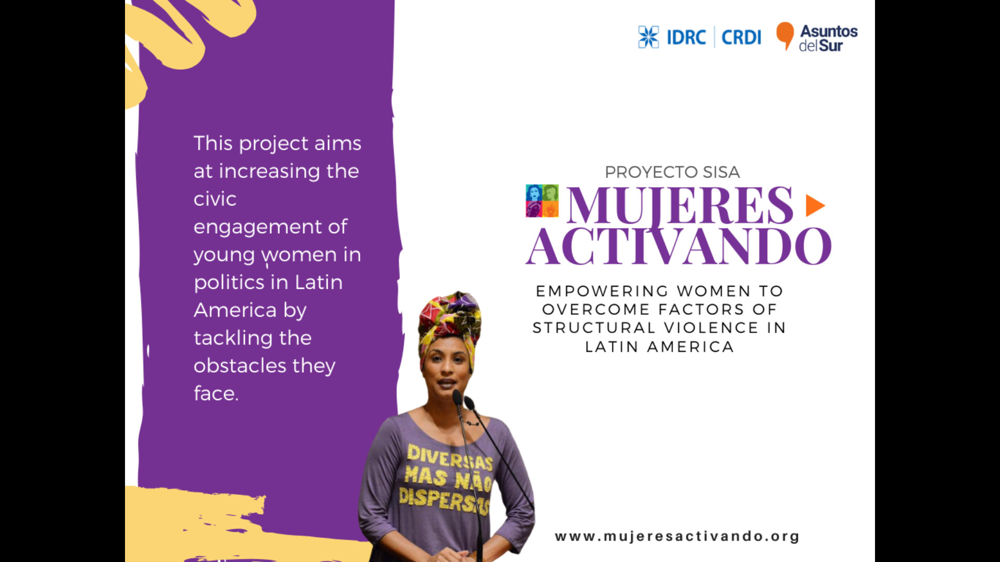 This project aims
at increasing the
civic
engagement of
young women in
politics in Latin
America by
tackling the
obstacles they
face.
IDRC | CRDI
Asuntos
del Sur
PROYECTO SISA
MUJERES
ACTIVANDO
EMPOWERING WOMEN TO
OVERCOME FACTORS OF
STRUCTURAL VIOLENCE IN
LATIN AMERICA
DIVERSAS
MAS NÃO
DISPERSAS
www.mujeresactivando.org